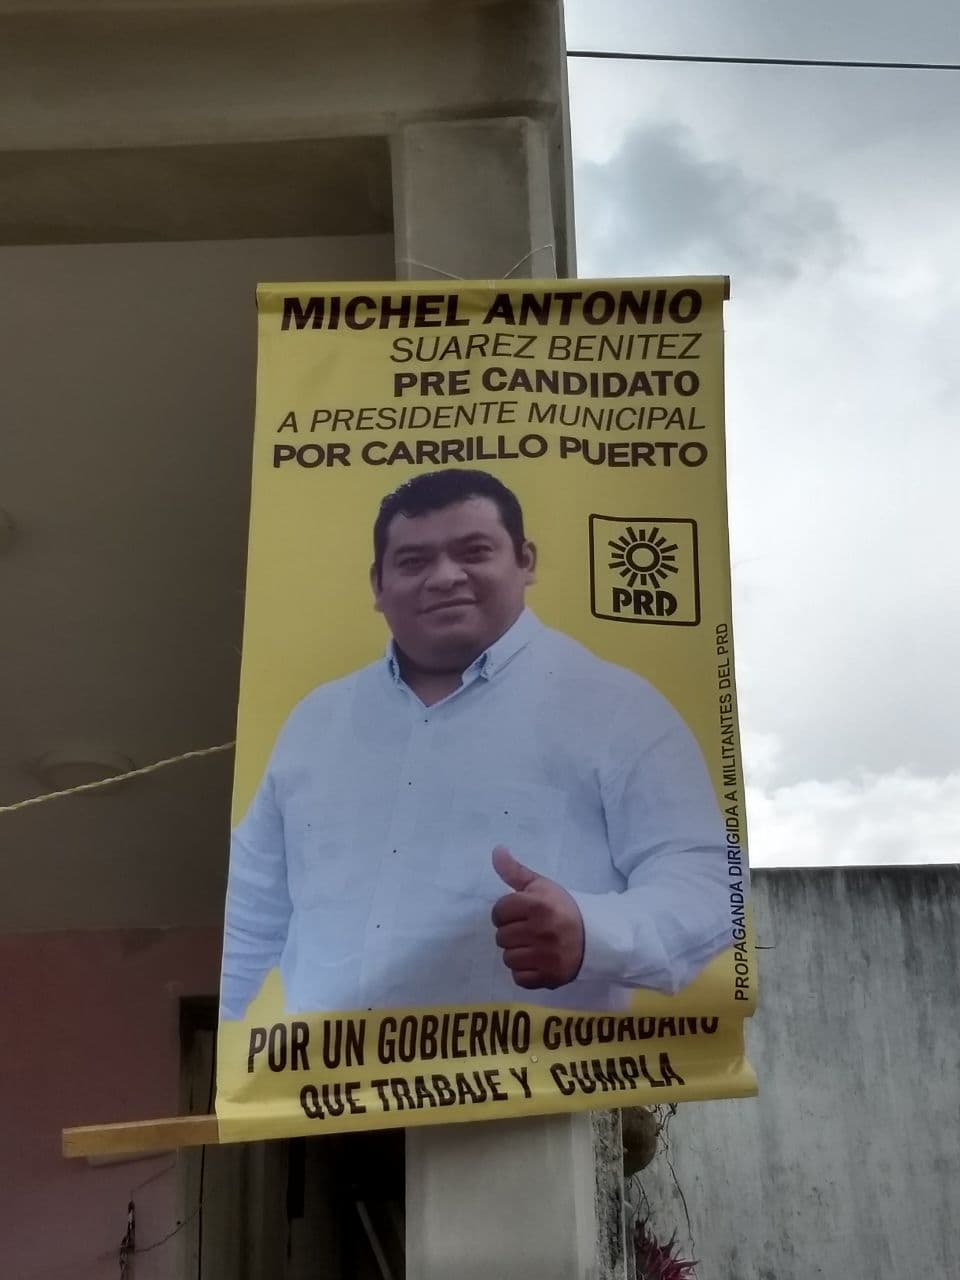 MICHEL ANTONIO
SUAREZ BENITEZ
PRE CANDIDATO
A PRESIDENTE MUNICIPAL
POR CARRILLO PUERTO
PRD
PROPAGANDA DIRIGIDA A MILITANTES DEL PRD
POR UN GOBIERNO CIUDADANO
QUE TRABAJE Y CUMPLA